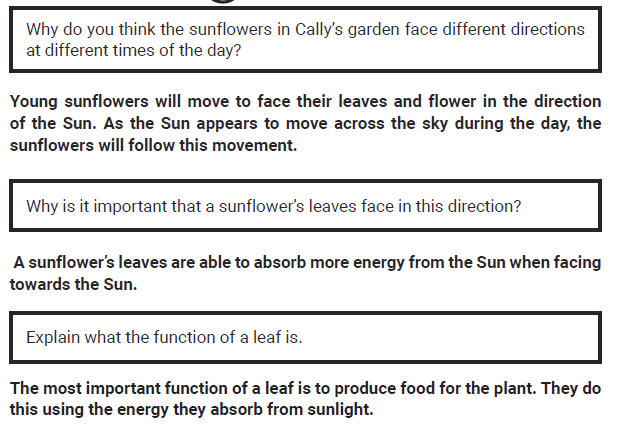 Why do you think the sunflowers in Cally's garden face different directions
at different times of the day?
Young sunflowers will move to face their leaves and flower in the direction
of the Sun. As the Sun appears to move across the sky during the day, the
sunflowers will follow this movement.
Why is it important that a sunflower's leaves face in this direction?
A sunflower's leaves are able to absorb more energy from the Sun when facing
towards the Sun.
Explain what the function of a leaf is.
The most important function of a leaf is to produce food for the plant. They do
this using the energy they absorb from sunlight.